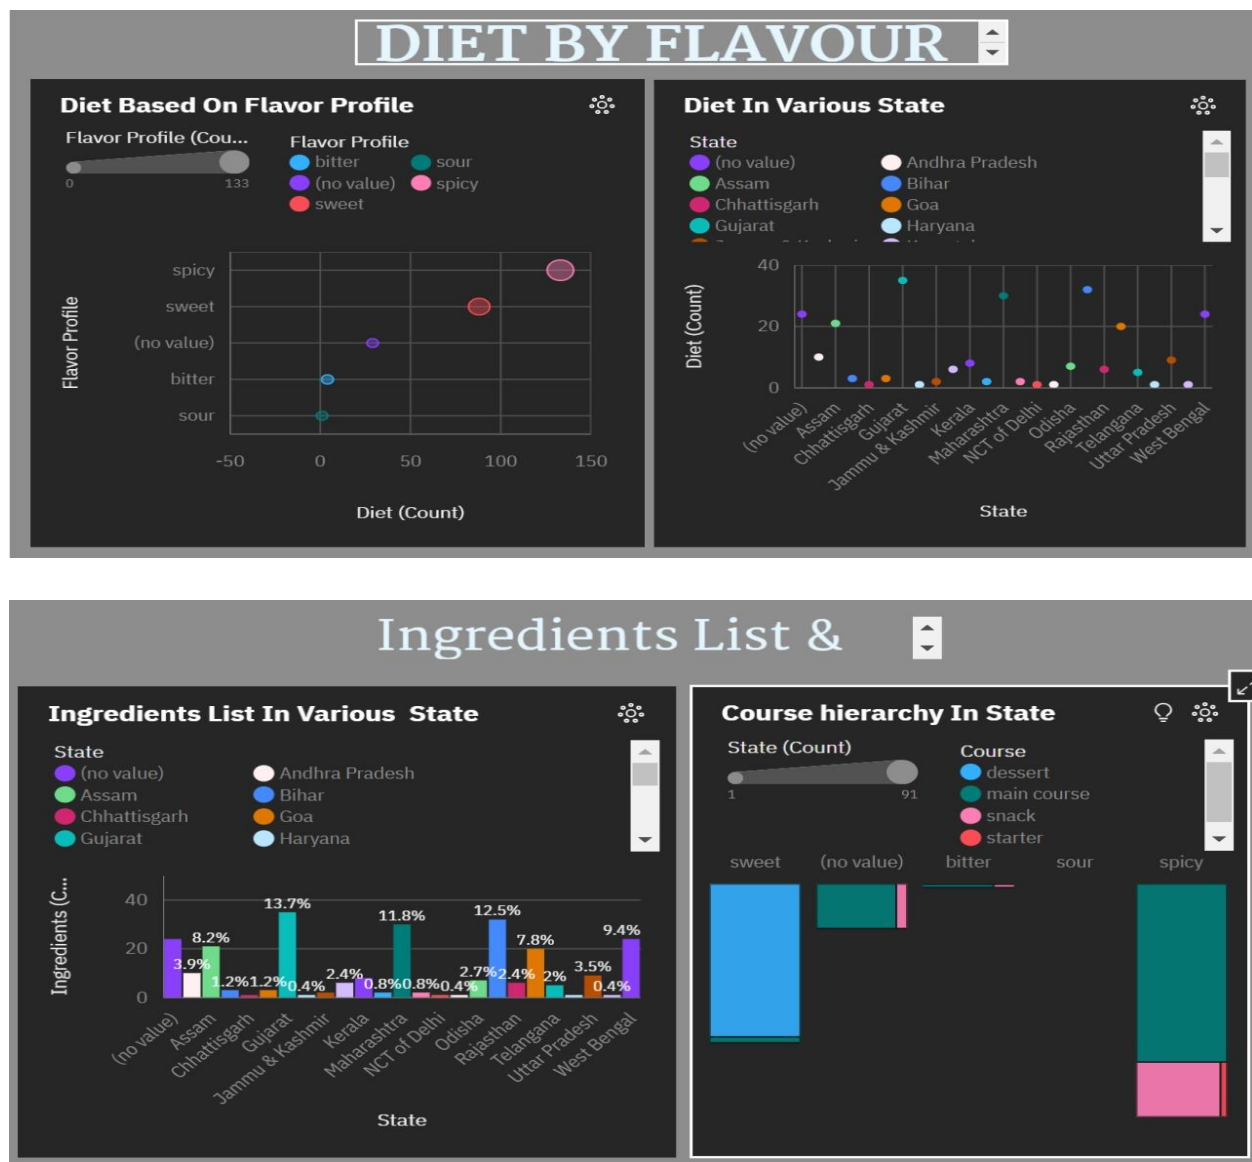 DIET BY FLAVOUR
Diet Based On Flavor Profile
Flavor Profile (Cou...
0 133
Flavor Profile
bitter sour
(no value) spicy
sweet
Flavor Profile
spicy
sweet
(no value)
bitter
sour
-50 0 50 100 150
Diet (Count)
Diet In Various State
State
(no value) Andhra Pradesh
Assam Bihar
Chhattisgarh Goa
Gujarat Haryana
Diet (Count)
40
20
0
(no value) Assam Chhattisgarh Gujarat Jammu & Kashmir Kerala Maharashtra NCT of Delhi Odisha Rajasthan Telangana Uttar Pradesh West Bengal
State
Ingredients List &
Ingredients List In Various State
State
(no value) Andhra Pradesh
Assam Bihar
Chhattisgarh Goa
Gujarat Haryana
Ingredients (C...
40
20
0
3.9% 8.2% 1.2% 1.2% 13.7% 0.4% 2.4% 0.8% 11.8% 0.8% 0.4% 2.7% 12.5% 2.4% 7.8% 2% 3.5% 0.4% 9.4%
(no value) Assam Chhattisgarh Gujarat Jammu & Kashmir Kerala Maharashtra NCT of Delhi Odisha Rajasthan Telangana Uttar Pradesh West Bengal
State
Course hierarchy In State
State (Count)
1 91
Course
dessert
main course
snack
starter
sweet (no value) bitter sour spicy